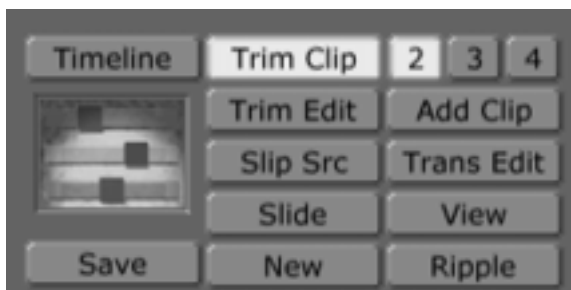 Timeline Trim Clip 2 3 4
Trim Edit Add Clip
Slip Src Trans Edit
Slide View
Save New Ripple